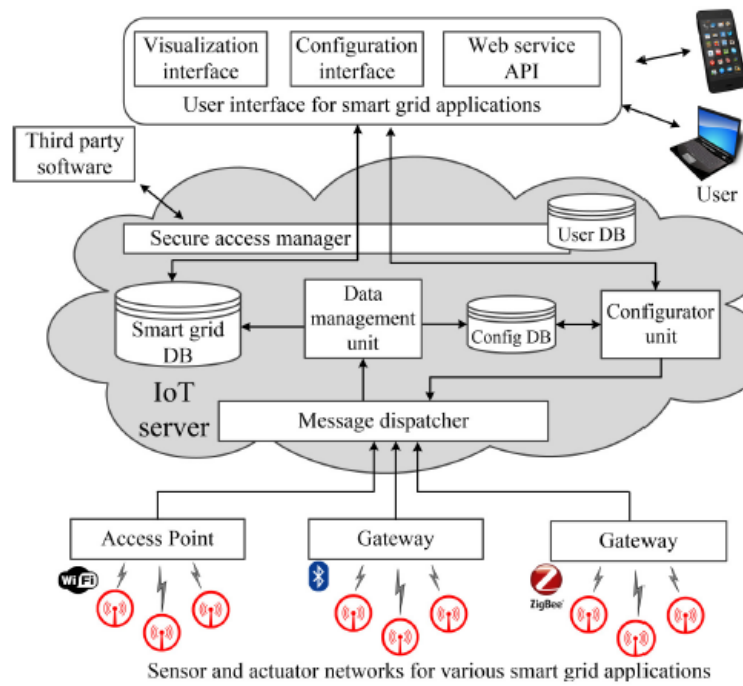 Visualization
interface
Configuration
interface
Web service
API
User interface for smart grid applications
Third party
software
User
Secure access manager
User DB
Smart grid
DB
Data
management
unit
Config DB
Configurator
unit
IoT
server
Message dispatcher
Access Point
Gateway
Gateway
WiFi
ZigBee
Sensor and actuator networks for various smart grid applications